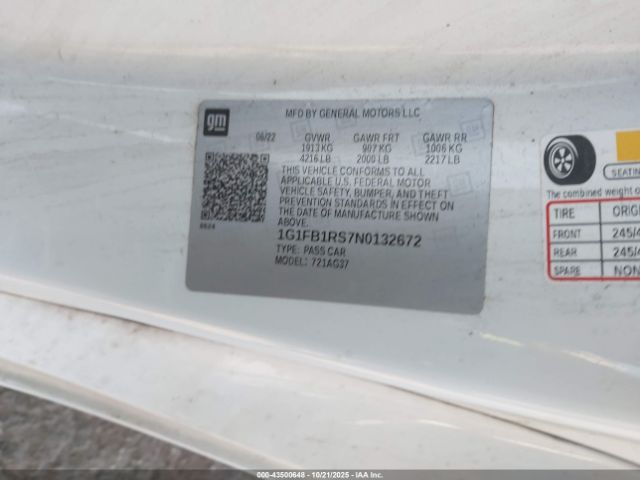 gm
MFD BY GENERAL MOTORS LLC
06/22 GVWR GAWR FRT GAWR RR
1913 KG 907 KG 1006 KG
4216 LB 2000 LB 2217 LB
THIS VEHICLE CONFORMS TO ALL
APPLICABLE U.S. FEDERAL MOTOR
VEHICLE SAFETY, BUMPER, AND THEFT
PREVENTION STANDARDS IN EFFECT
ON THE DATE OF MANUFACTURE SHOWN
ABOVE.
1G1FB1RS7N0132672
TYPE: PASS CAR
MODEL: 721AG37
SEATIN
The combined weight
TIRE ORIGI
FRONT 245/4
REAR 245/4
SPARE NON
000-43500648 - 10/21/2025 - COPYRIGHT IAA, LLC.